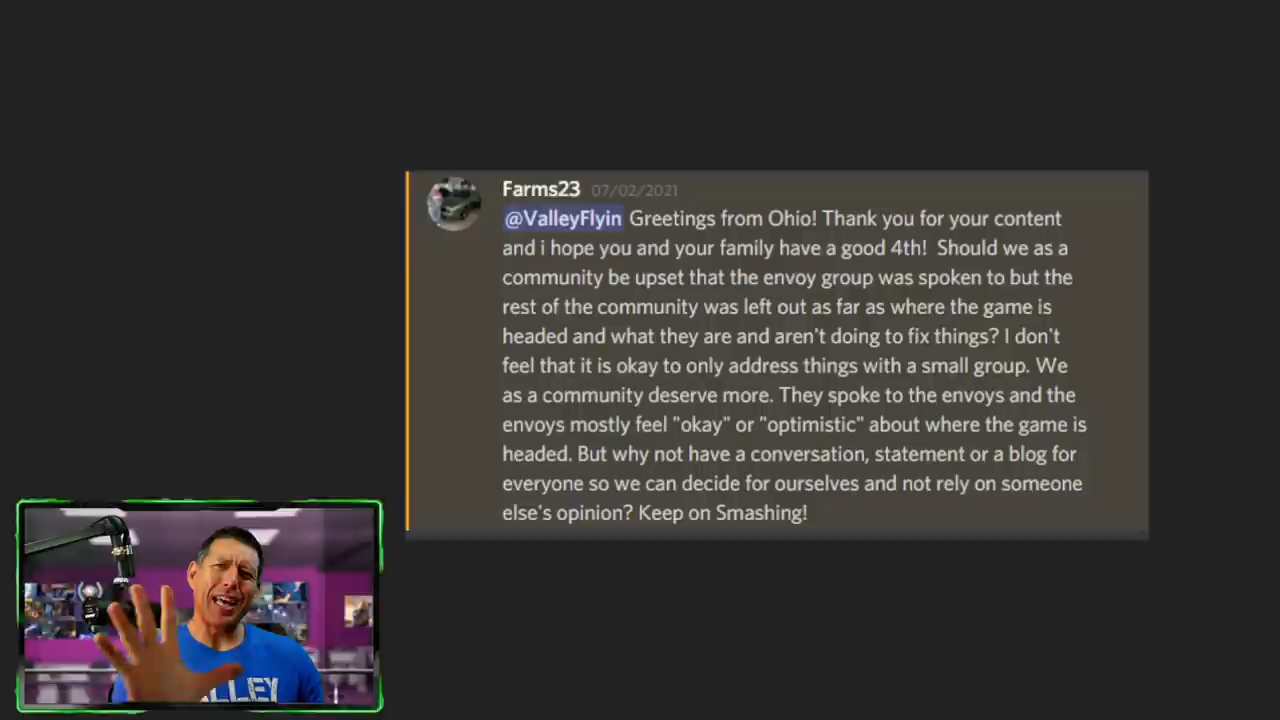 Farms23 07/02/2021
@ValleyFlyin Greetings from Ohio! Thank you for your content
and i hope you and your family have a good 4th!  Should we as a
community be upset that the envoy group was spoken to but the
rest of the community was left out as far as where the game is
headed and what they are and aren't doing to fix things? I don't
feel that it is okay to only address things with a small group. We
as a community deserve more. They spoke to the envoys and the
envoys mostly feel "okay" or "optimistic" about where the game is
headed. But why not have a conversation, statement or a blog for
everyone so we can decide for ourselves and not rely on someone
else's opinion? Keep on Smashing!
LLEY